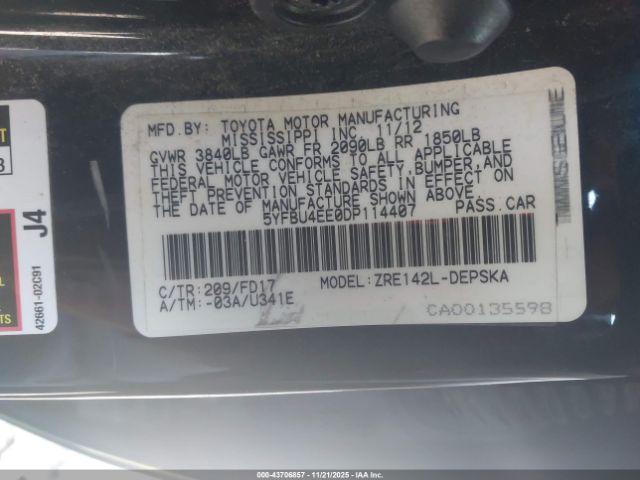 MFD. BY: TOYOTA MOTOR MANUFACTURING
MISSISSIPPI INC. 11/12
GVWR 3840LB GAWR FR 2090LB RR 1850LB
THIS VEHICLE CONFORMS TO ALL APPLICABLE
FEDERAL MOTOR VEHICLE SAFETY,BUMPER,AND
THEFT PREVENTION STANDARDS IN EFFECT ON
THE DATE OF MANUFACTURE SHOWN ABOVE.
5YFBU4EE0DP114407 PASS.CAR
C/TR:209/FD17 MODEL:ZRE142L-DEPSKA
A/TM:-03A/U341E
CA00135598
J4
42661-02C91
000-43706857 - 11/21/2025 - IAAI.com